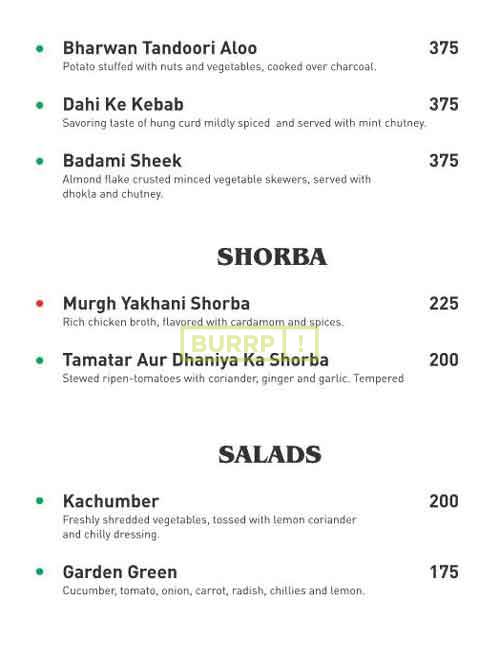 Bharwan Tandoori Aloo 375
Potato stuffed with nuts and vegetables, cooked over charcoal.
Dahi Ke Kebab 375
Savoring taste of hung curd mildly spiced and served with mint chutney.
Badami Sheek 375
Almond flake crusted minced vegetable skewers, served with
dhokla and chutney.
SHORBA
Murgh Yakhani Shorba 225
Rich chicken broth, flavored with cardamom and spices.
BURRP !
Tamatar Aur Dhaniya Ka Shorba 200
Stewed ripen-tomatoes with coriander, ginger and garlic. Tempered
SALADS
Kachumber 200
Freshly shredded vegetables, tossed with lemon coriander
and chilly dressing.
Garden Green 175
Cucumber, tomato, onion, carrot, radish, chillies and lemon.